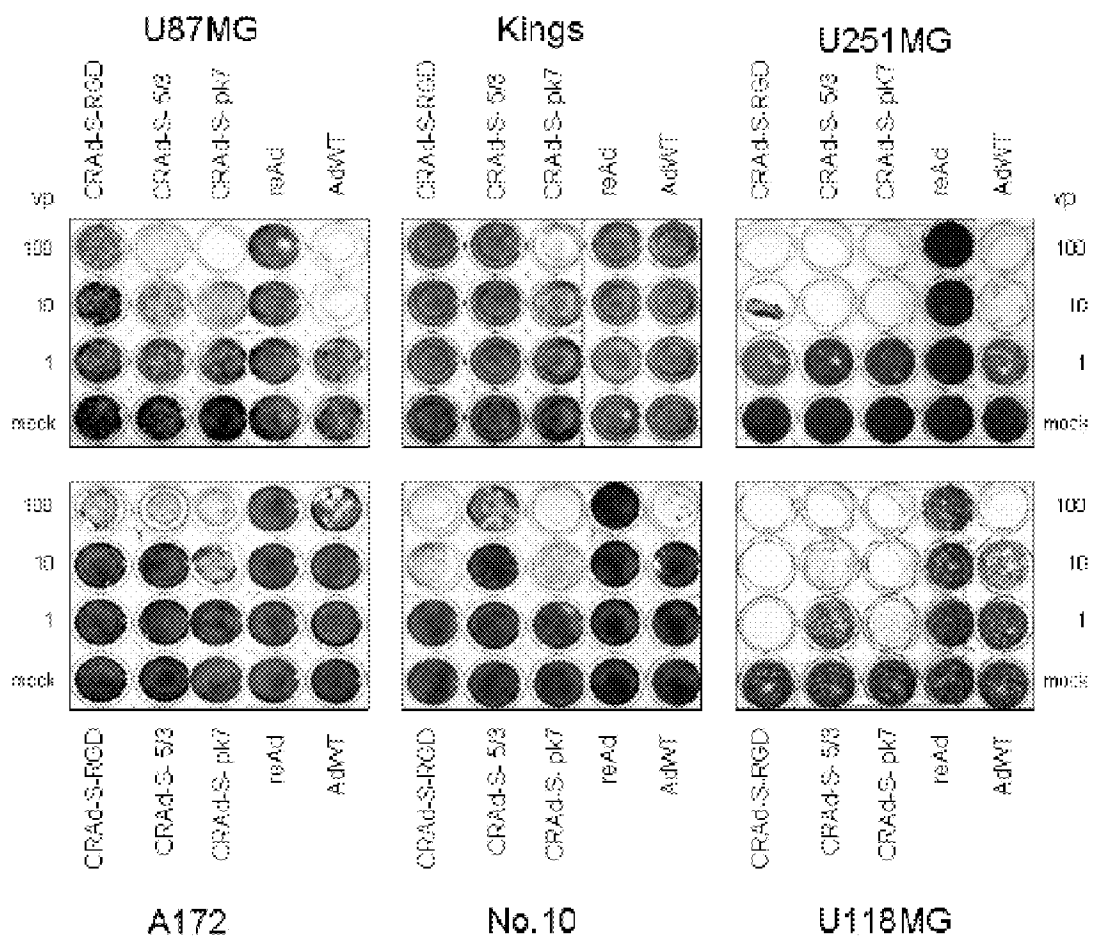 U87MG Kings U251MG
CRAd-S-RGD CRAd-S- 5/3 CRAd-S- pk7 reAd AdWT CRAd-S-RGD CRAd-S- 5/3 CRAd-S- pk7 reAd AdWT CRAd-S-RGD CRAd-S- 5/3 CRAd-S- pk7 reAd AdWT
vp vp
100 100
10 10
1 1
mock mock
100 100
10 10
1 1
mock mock
CRAd-S-RGD CRAd-S- 5/3 CRAd-S- pk7 reAd AdWT CRAd-S-RGD CRAd-S- 5/3 CRAd-S- pk7 reAd AdWT CRAd-S-RGD CRAd-S- 5/3 CRAd-S- pk7 reAd AdWT
A172 No.10 U118MG